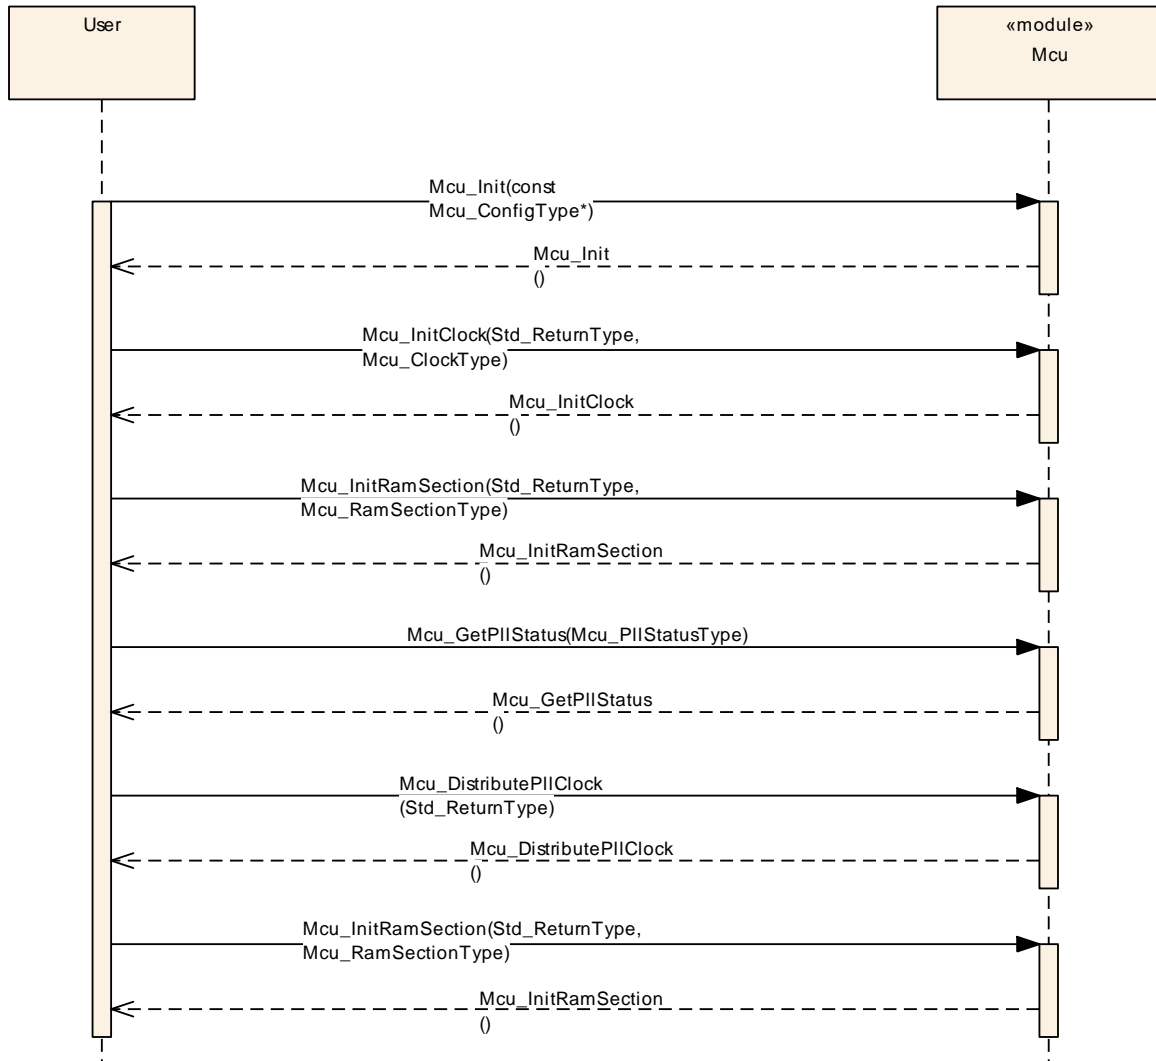 User
«module»
Mcu
Mcu_Init(const
Mcu_ConfigType*)
Mcu_Init
()
Mcu_InitClock(Std_ReturnType,
Mcu_ClockType)
Mcu_InitClock
()
Mcu_InitRamSection(Std_ReturnType,
Mcu_RamSectionType)
Mcu_InitRamSection
()
Mcu_GetPllStatus(Mcu_PllStatusType)
Mcu_GetPllStatus
()
Mcu_DistributePllClock
(Std_ReturnType)
Mcu_DistributePllClock
()
Mcu_InitRamSection(Std_ReturnType,
Mcu_RamSectionType)
Mcu_InitRamSection
()